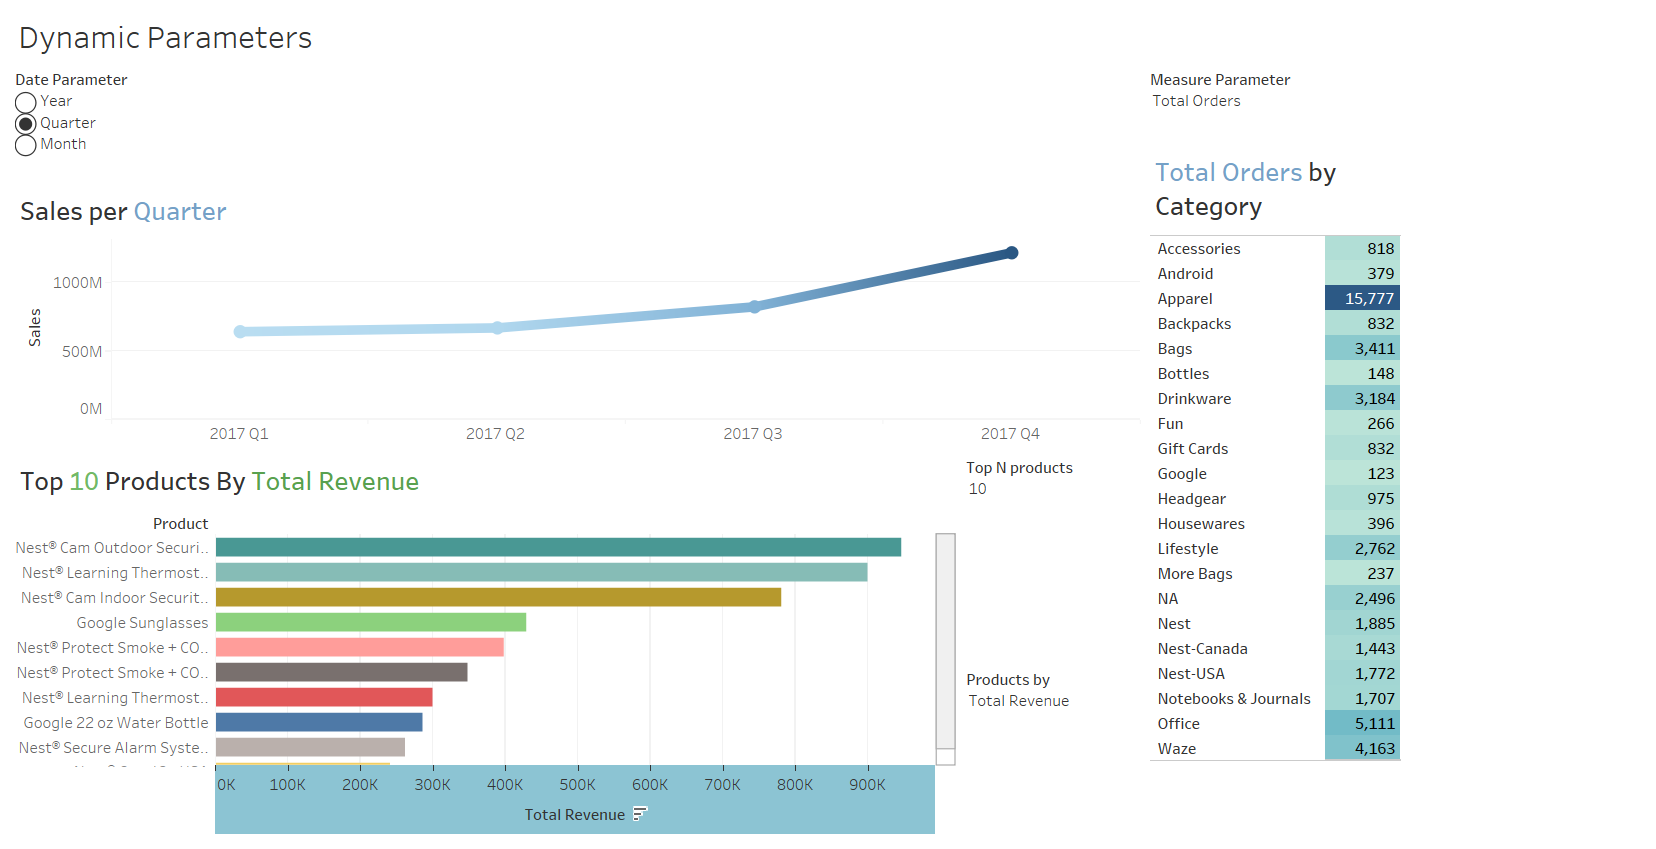 Dynamic Parameters
Date Parameter
Year
Quarter
Month
Measure Parameter
Total Orders
Sales per Quarter
Sales
1000M
500M
0M
2017 Q1
2017 Q2
2017 Q3
2017 Q4
Top 10 Products By Total Revenue
Product
Nest® Cam Outdoor Securi..
Nest® Learning Thermost..
Nest® Cam Indoor Securit..
Google Sunglasses
Nest® Protect Smoke + CO..
Nest® Protect Smoke + CO..
Nest® Learning Thermost..
Google 22 oz Water Bottle
Nest® Secure Alarm Syste..
0K 100K 200K 300K 400K 500K 600K 700K 800K 900K
Total Revenue
Top N products
10
Products by
Total Revenue
Total Orders by
Category
Accessories 818
Android 379
Apparel 15,777
Backpacks 832
Bags 3,411
Bottles 148
Drinkware 3,184
Fun 266
Gift Cards 832
Google 123
Headgear 975
Housewares 396
Lifestyle 2,762
More Bags 237
NA 2,496
Nest 1,885
Nest-Canada 1,443
Nest-USA 1,772
Notebooks & Journals 1,707
Office 5,111
Waze 4,163